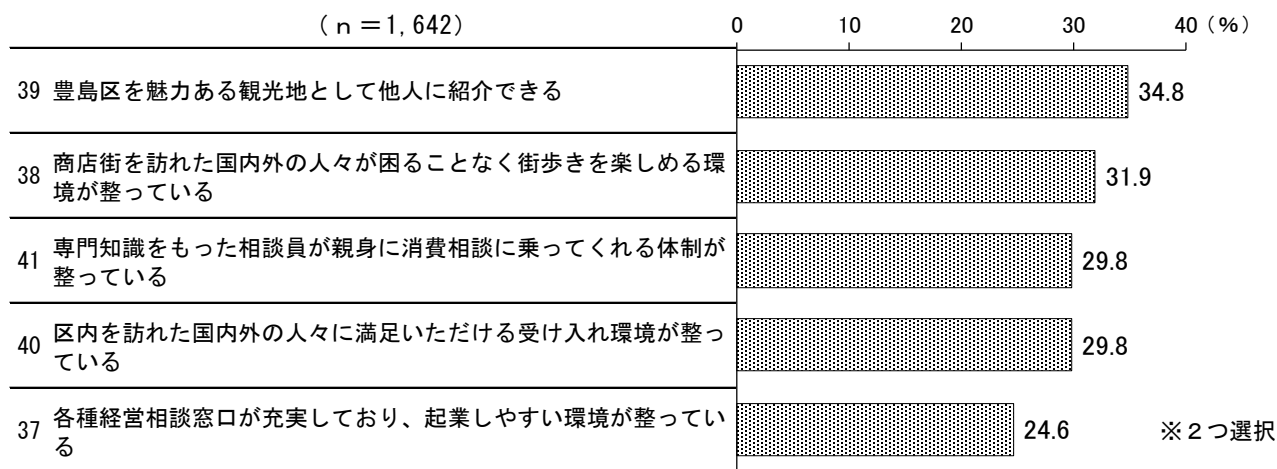 (ｎ＝1,642)
0 10 20 30 40 (％)
39 豊島区を魅力ある観光地として他人に紹介できる
34.8
38 商店街を訪れた国内外の人々が困ることなく街歩きを楽しめる環
境が整っている
31.9
41 専門知識をもった相談員が親身に消費相談に乗ってくれる体制が
整っている
29.8
40 区内を訪れた国内外の人々に満足いただける受け入れ環境が整っ
ている
29.8
37 各種経営相談窓口が充実しており、起業しやすい環境が整ってい
る
24.6
※２つ選択